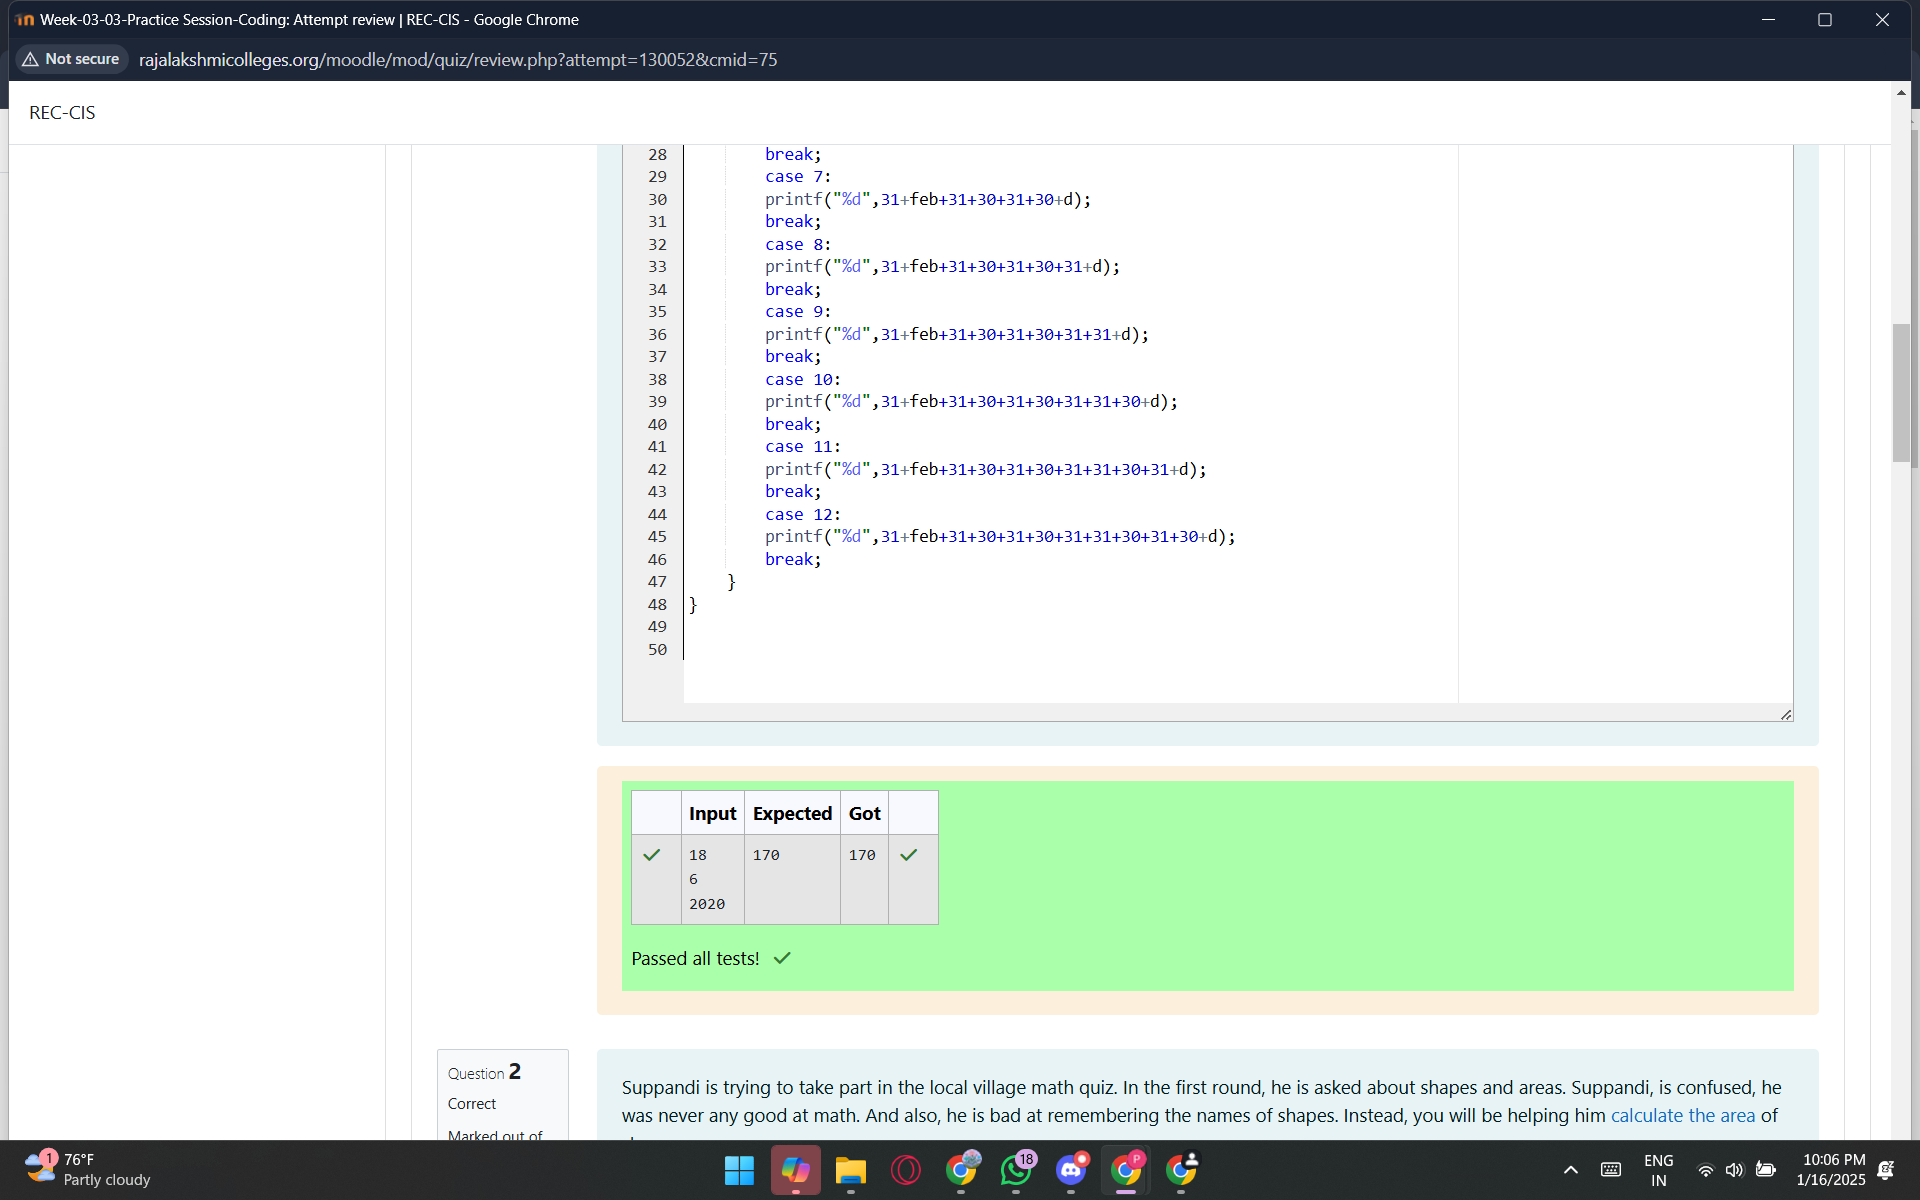 Week-03-03-Practice Session-Coding: Attempt review | REC-CIS - Google Chrome
Not secure rajalakshmicolleges.org/moodle/mod/quiz/review.php?attempt=130052&cmid=75
REC-CIS
28 break;
29 case 7:
30 printf("%d",31+feb+31+30+31+30+d);
31 break;
32 case 8:
33 printf("%d",31+feb+31+30+31+30+31+d);
34 break;
35 case 9:
36 printf("%d",31+feb+31+30+31+30+31+31+d);
37 break;
38 case 10:
39 printf("%d",31+feb+31+30+31+30+31+31+30+d);
40 break;
41 case 11:
42 printf("%d",31+feb+31+30+31+30+31+31+30+31+d);
43 break;
44 case 12:
45 printf("%d",31+feb+31+30+31+30+31+31+30+31+30+d);
46 break;
47 }
48 }
49
50
Input Expected Got
18 170 170
6
2020
Passed all tests!
Question 2
Correct
Marked out of
Suppandi is trying to take part in the local village math quiz. In the first round, he is asked about shapes and areas. Suppandi, is confused, he
was never any good at math. And also, he is bad at remembering the names of shapes. Instead, you will be helping him calculate the area of
1
76°F
Partly cloudy
18
P
ENG
IN
10:06 PM
1/16/2025